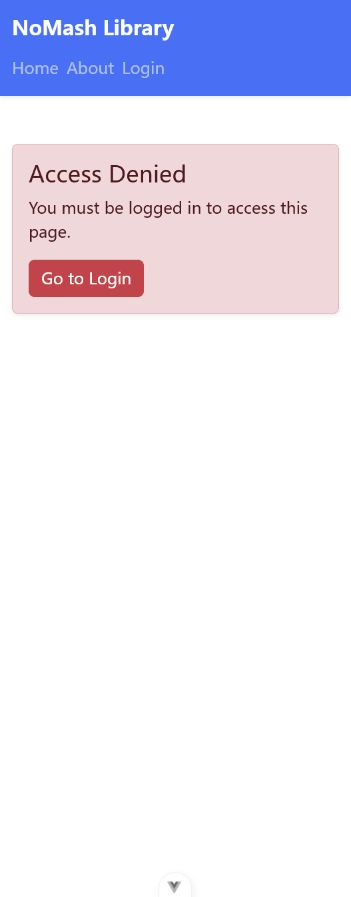 NoMash Library
Home About Login
Access Denied
You must be logged in to access this
page.
Go to Login